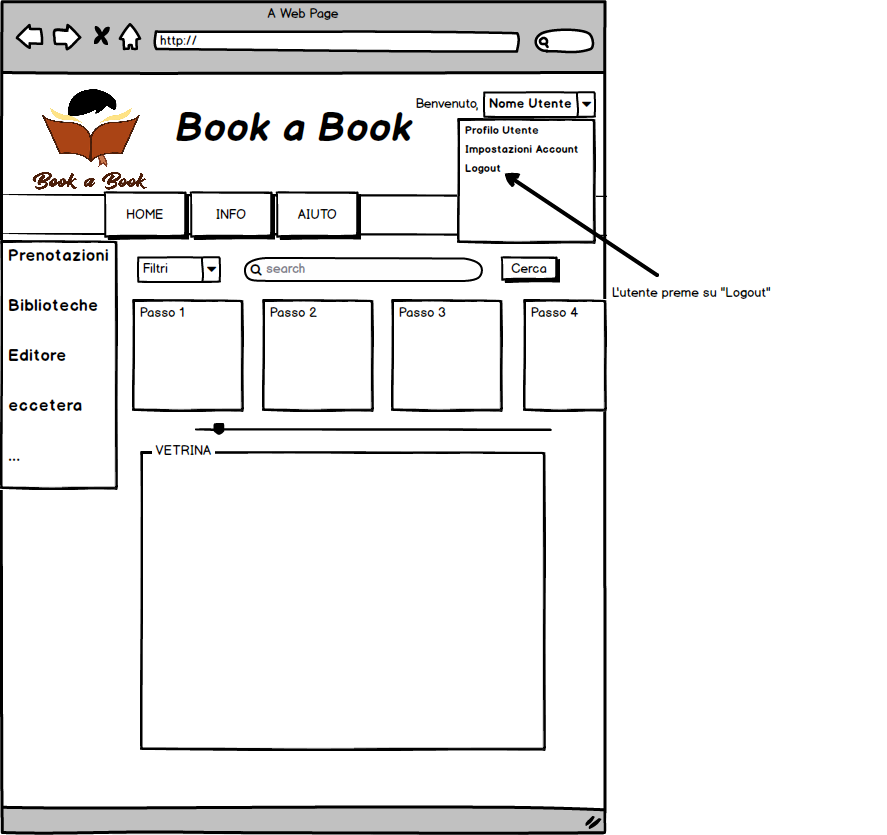 A Web Page
http://
Benvenuto, Nome Utente
Profilo Utente
Impostazioni Account
Logout
Book a Book
Book a Book
HOME INFO AIUTO
Prenotazioni
Biblioteche
Editore
eccetera
...
Filtri search Cerca
L'utente preme su "Logout"
Passo 1 Passo 2 Passo 3 Passo 4
VETRINA